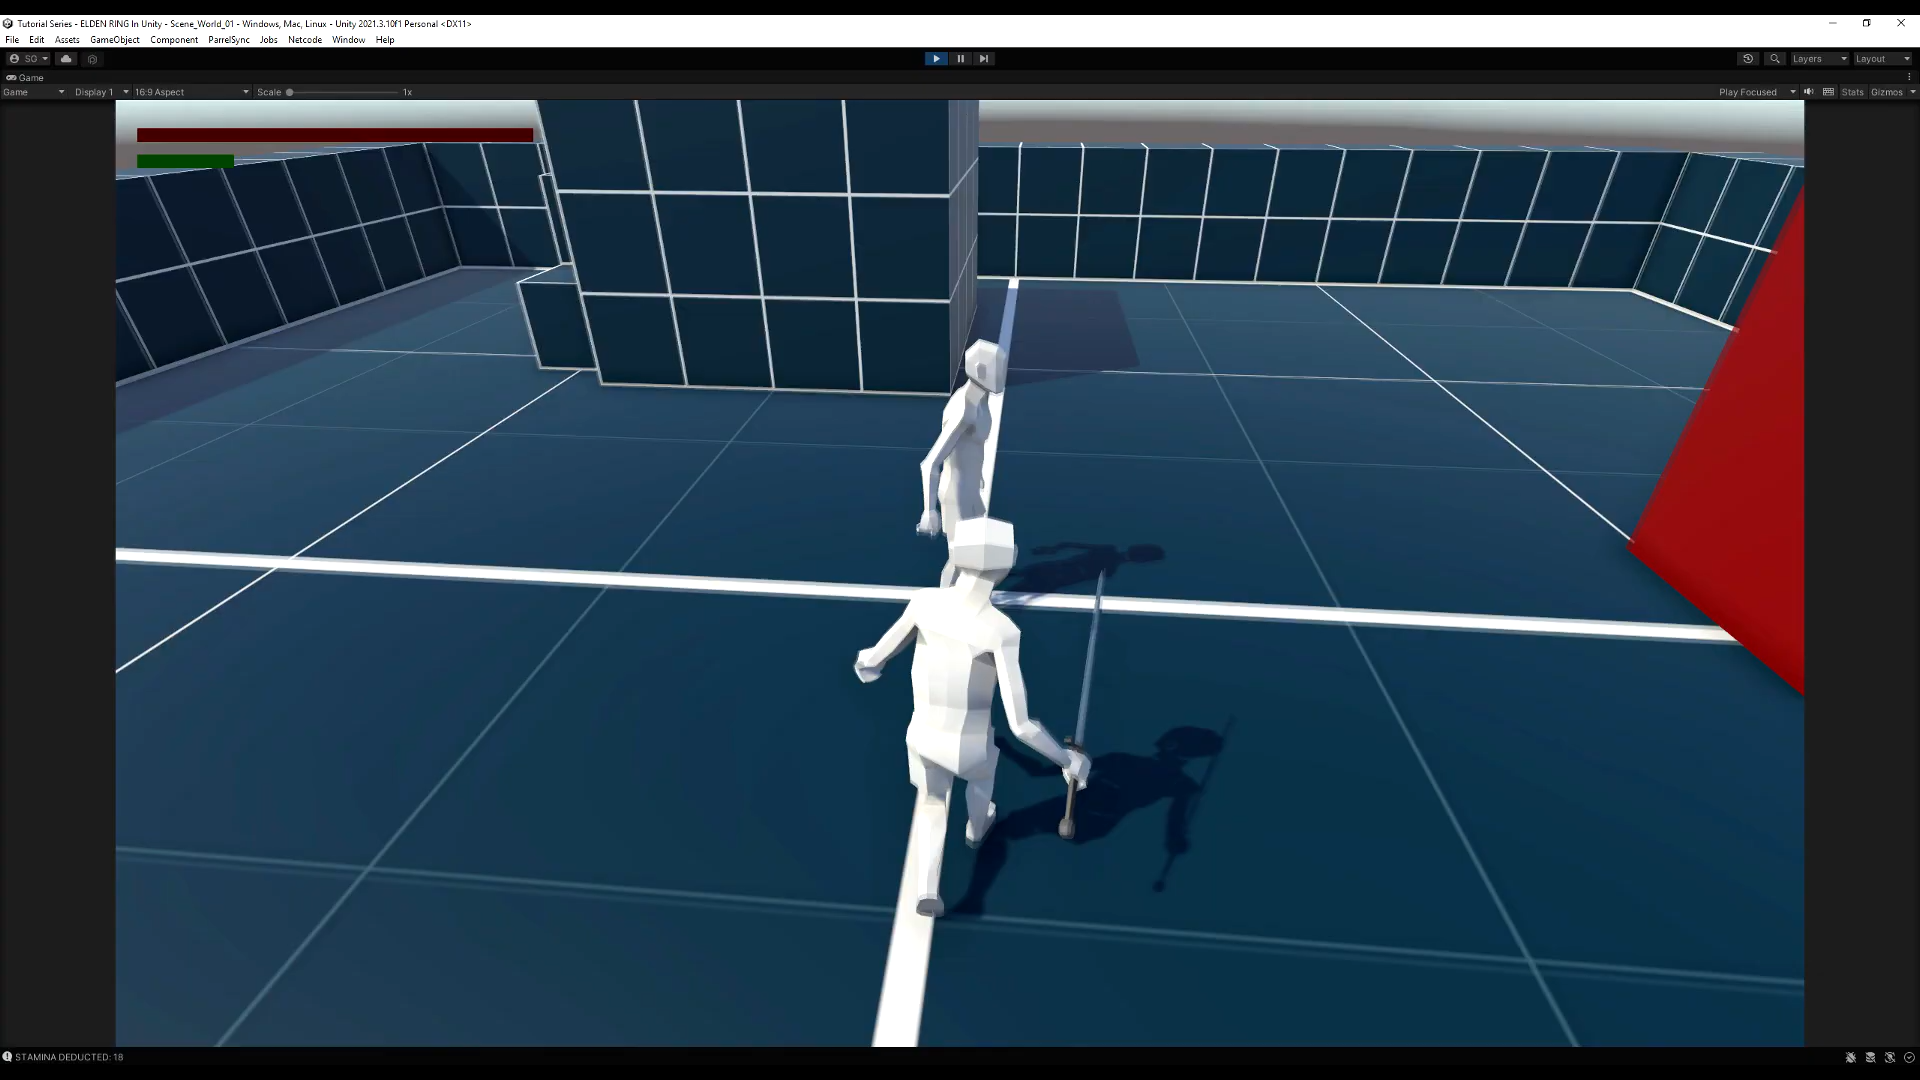 Tutorial Series - ELDEN RING In Unity - Scene_World_01 - Windows, Mac, Linux - Unity 2021.3.10f1 Personal <DX11>
File Edit Assets GameObject Component ParrelSync Jobs Netcode Window Help
SG Layers Layout
Game
Game Display 1 16:9 Aspect Scale 1x Play Focused Stats Gizmos
STAMINA DEDUCTED: 18